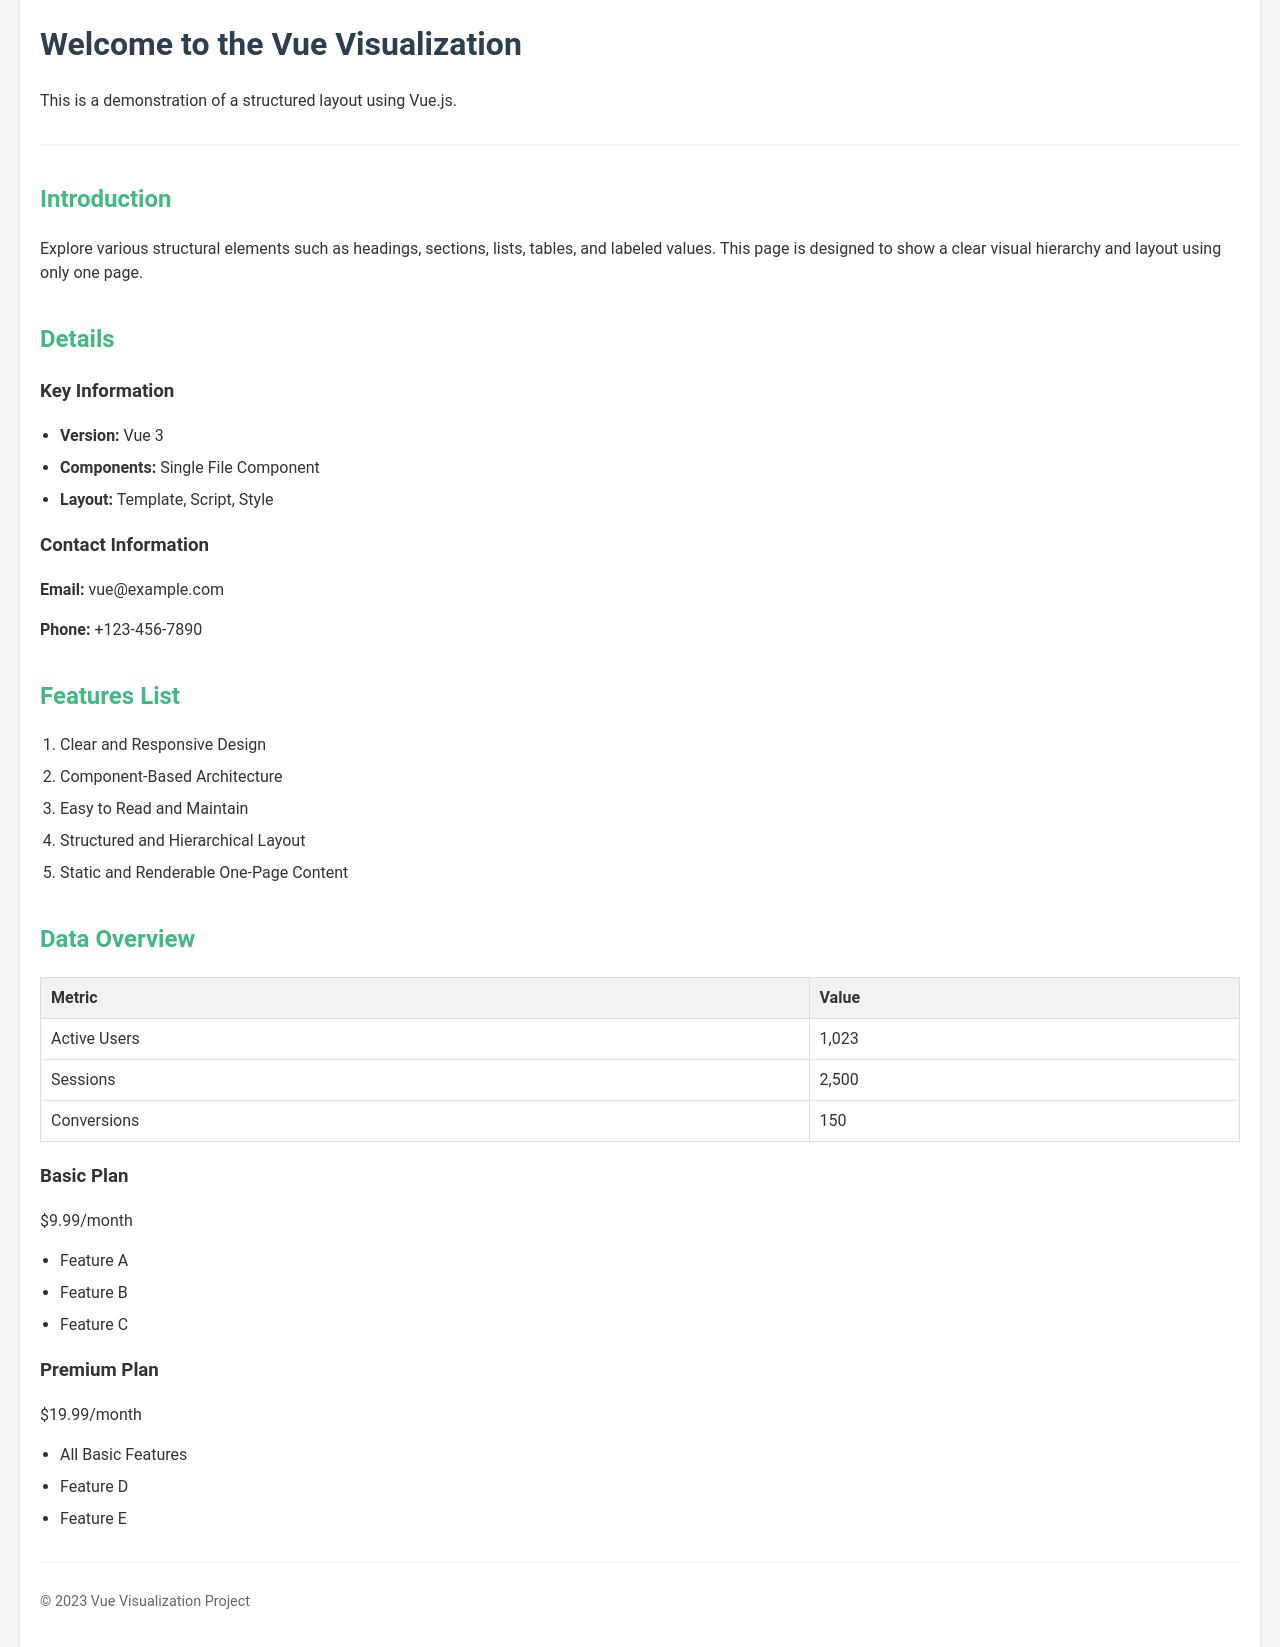 Welcome to the Vue Visualization
This is a demonstration of a structured layout using Vue.js.
Introduction
Explore various structural elements such as headings, sections, lists, tables, and labeled values. This page is designed to show a clear visual hierarchy and layout using
only one page.
Details
Key Information
• Version: Vue 3
• Components: Single File Component
• Layout: Template, Script, Style
Contact Information
Email: vue@example.com
Phone: +123-456-7890
Features List
1. Clear and Responsive Design
2. Component-Based Architecture
3. Easy to Read and Maintain
4. Structured and Hierarchical Layout
5. Static and Renderable One-Page Content
Data Overview
Metric Value
Active Users 1,023
Sessions 2,500
Conversions 150
Basic Plan
$9.99/month
• Feature A
• Feature B
• Feature C
Premium Plan
$19.99/month
• All Basic Features
• Feature D
• Feature E
© 2023 Vue Visualization Project